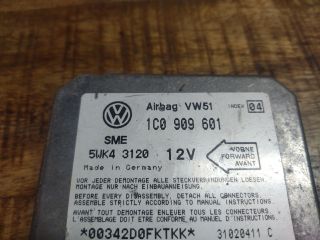 Airbag VW51 INDEX 04
1C0 909 601
SME
5WK4 3120 12V
VORNE
FORWARD
AVANT
Made in Germany
VOR JEDER DEMONTAGE ALLE STECKVERBINDUNGEN LOESEN
MONTAGE NUR NACH EINBAUANWEISUNG
BEFORE ANY DISASSEMBLY, DETACH ALL CONNECTORS.
ASSEMBLE STRICTLY ACCORDING TO MANUAL INSTRUCTIONS.
AVANT TOUT DEMONTAGE ENLEVER TOUS LES CONNECTEURS
L'ASSEMBLAGE DOIT ETRE CONFORME AU MANUEL D'INSTRUCTIONS
*00342D0FKTKK* 31020411 C